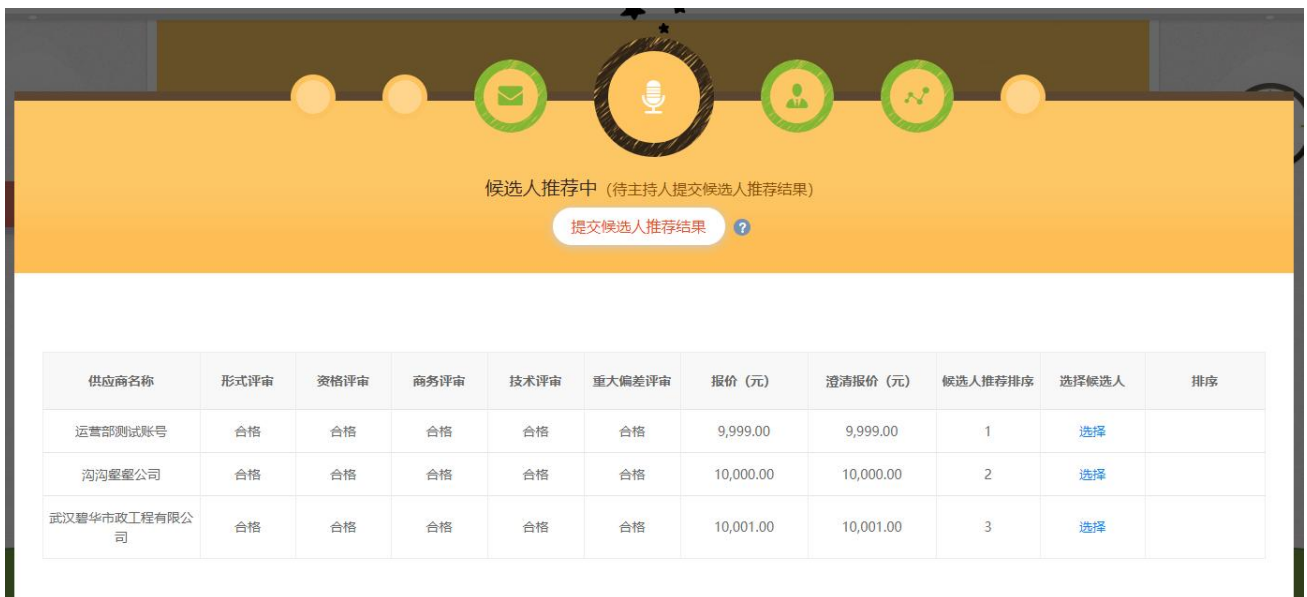 候选人推荐中（待主持人提交候选人推荐结果）
提交候选人推荐结果 ?
供应商名称 形式评审 资格评审 商务评审 技术评审 重大偏差评审 报价（元） 澄清报价（元） 候选人推荐排序 选择候选人 排序
运营部测试账号 合格 合格 合格 合格 合格 9,999.00 9,999.00 1 选择
沟沟壑壑公司 合格 合格 合格 合格 合格 10,000.00 10,000.00 2 选择
武汉碧华市政工程有限公
司 合格 合格 合格 合格 合格 10,001.00 10,001.00 3 选择